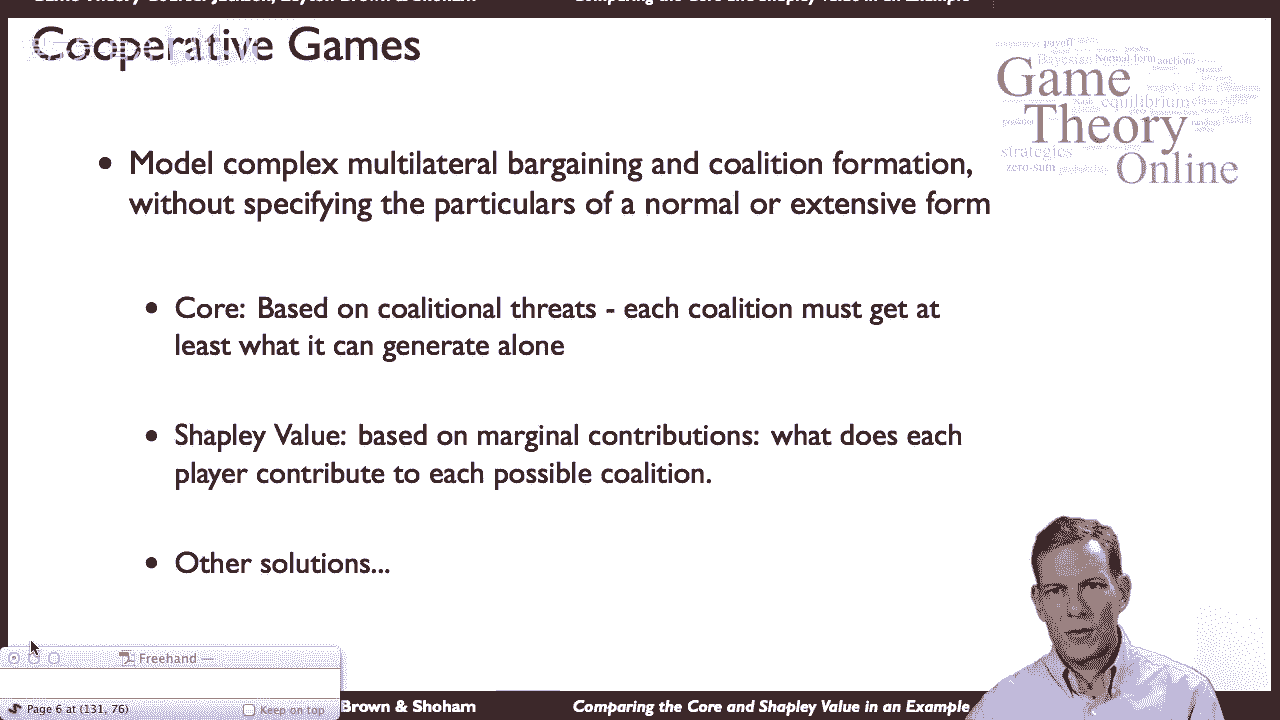 Game Theory Course: Jackson, Leyton-Brown & Shoham
Comparing the Core and Shapley Value in an Example
Cooperative Games
payoff
Bayesian Normal-form auctions
Game
equilibrium
Theory
strategies
Online
zero-sum probability
• Model complex multilateral bargaining and coalition formation,
without specifying the particulars of a normal or extensive form
• Core: Based on coalitional threats - each coalition must get at
least what it can generate alone
• Shapley Value: based on marginal contributions: what does each
player contribute to each possible coalition.
• Other solutions...
Freehand —
Page 6 at (131, 76)
Keep on top
Brown & Shoham
Comparing the Core and Shapley Value in an Example